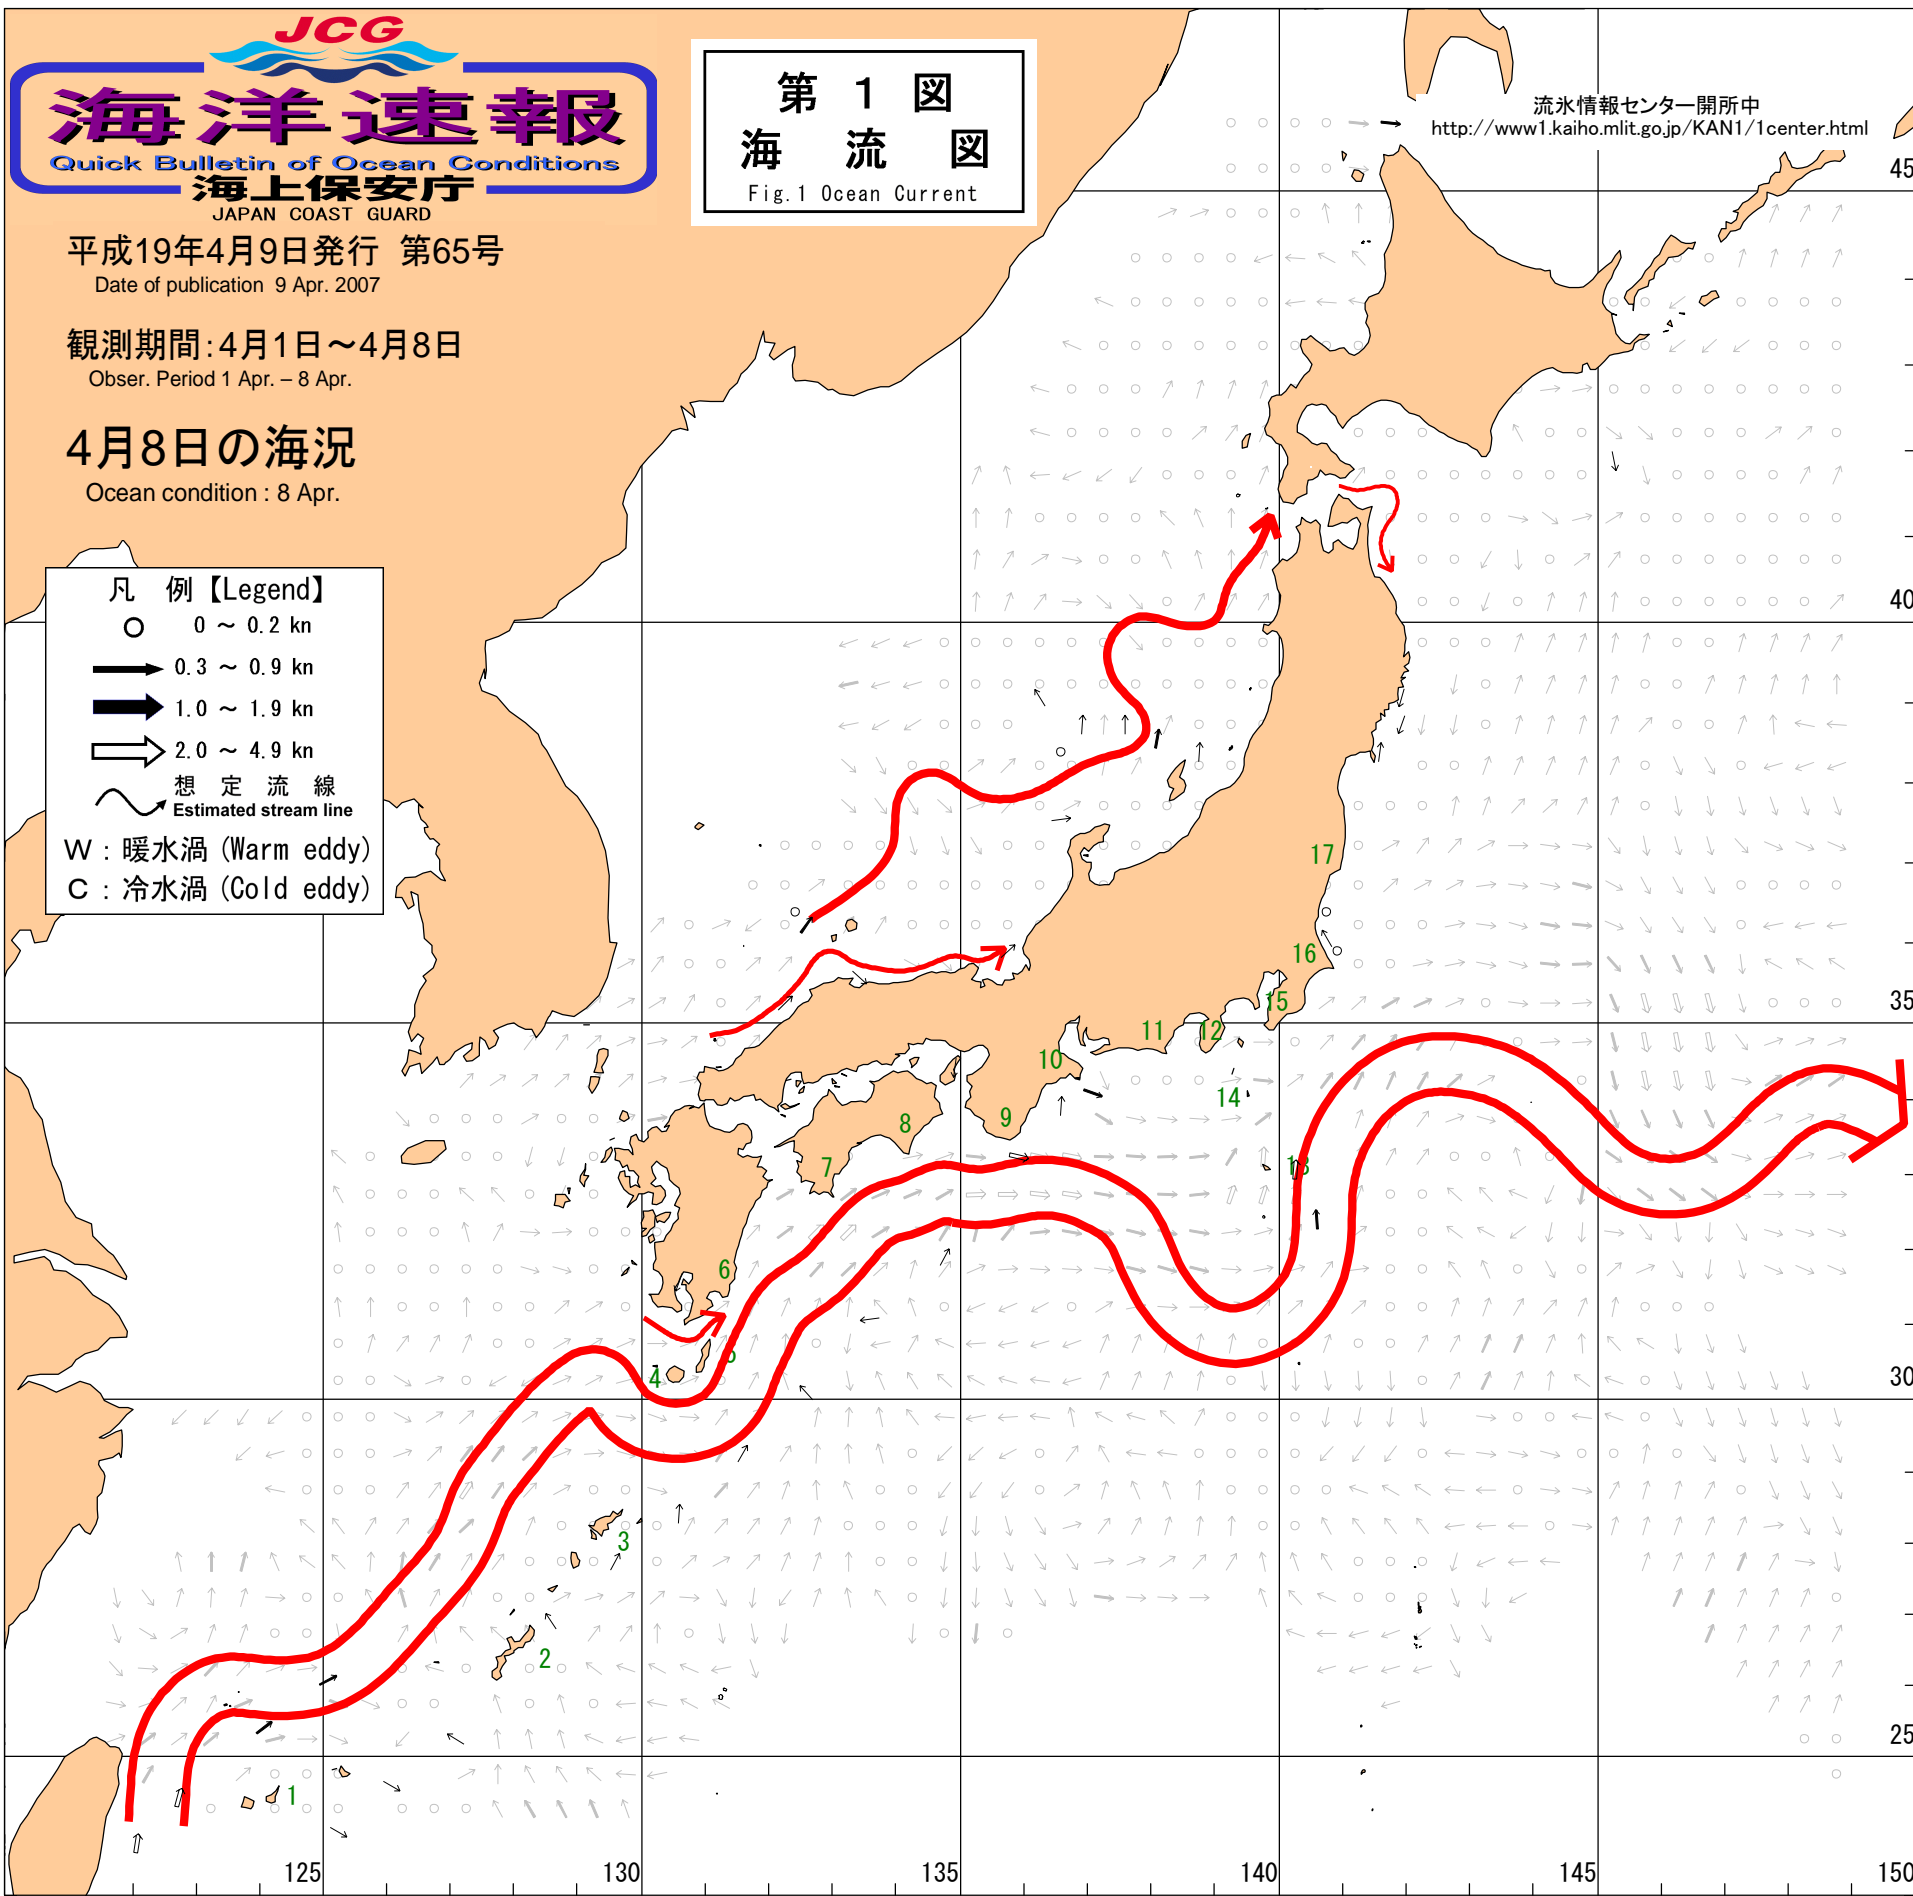 JCG
海洋速報
Quick Bulletin of Ocean Conditions
海上保安庁
JAPAN COAST GUARD
平成19年4月9日発行 第65号
Date of publication 9 Apr. 2007
観測期間:4月1日～4月8日
Obser. Period 1 Apr. – 8 Apr.
4月8日の海況
Ocean condition : 8 Apr.
第 1 図
海 流 図
Fig.1 Ocean Current
流氷情報センター開所中
http://www1.kaiho.mlit.go.jp/KAN1/1center.html
凡 例【Legend】
0 ～ 0.2 kn
0.3 ～ 0.9 kn
1.0 ～ 1.9 kn
2.0 ～ 4.9 kn
想 定 流 線
Estimated stream line
W : 暖水渦 (Warm eddy)
C : 冷水渦 (Cold eddy)
45
40
17
16
15
35
11
12
10
14
9
8
7
13
6
5
4
30
3
2
25
1
125
130
135
140
145
150